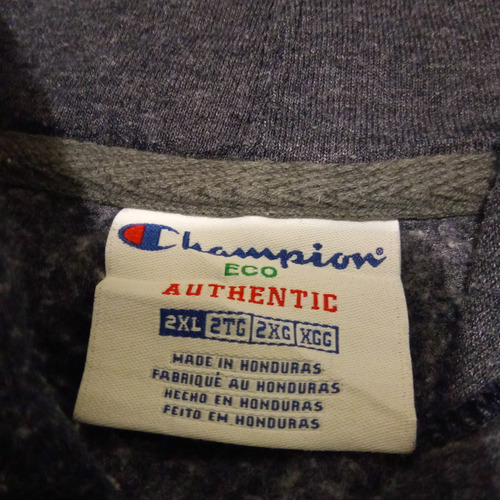 Champion®
ECO
AUTHENTIC
2XL 2TG 2XG XGG
MADE IN HONDURAS
FABRIQUÉ AU HONDURAS
HECHO EN HONDURAS
FEITO EM HONDURAS